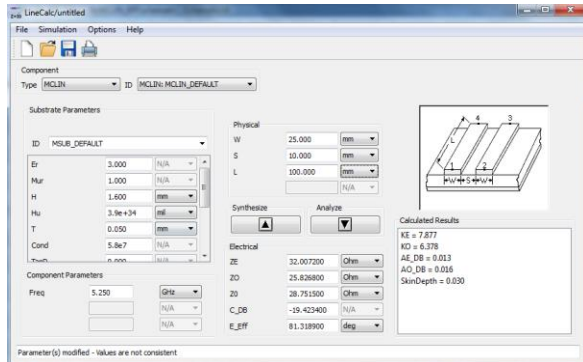 LineCalc/untitled
File Simulation Options Help
Component
Type MCLIN ID MCLIN: MCLIN_DEFAULT
Substrate Parameters
ID MSUB_DEFAULT
Er 3.000 N/A
Mur 1.000 N/A
H 1.600 mm
Hu 3.9e+34 mil
T 0.050 mm
Cond 5.8e7 N/A
Component Parameters
Freq 5.250 GHz
N/A
N/A
Physical
W 25.000 mm
S 10.000 mm
L 100.000 mm
N/A
Synthesize Analyze
Electrical
ZE 32.007200 Ohm
ZO 25.826800 Ohm
Z0 28.751500 Ohm
C_DB -19.423400 N/A
E_Eff 81.318900 deg
4 3
L
1 2
W S W
Calculated Results
KE = 7.877
KO = 6.378
AE_DB = 0.013
AO_DB = 0.016
SkinDepth = 0.030
Parameter(s) modified - Values are not consistent